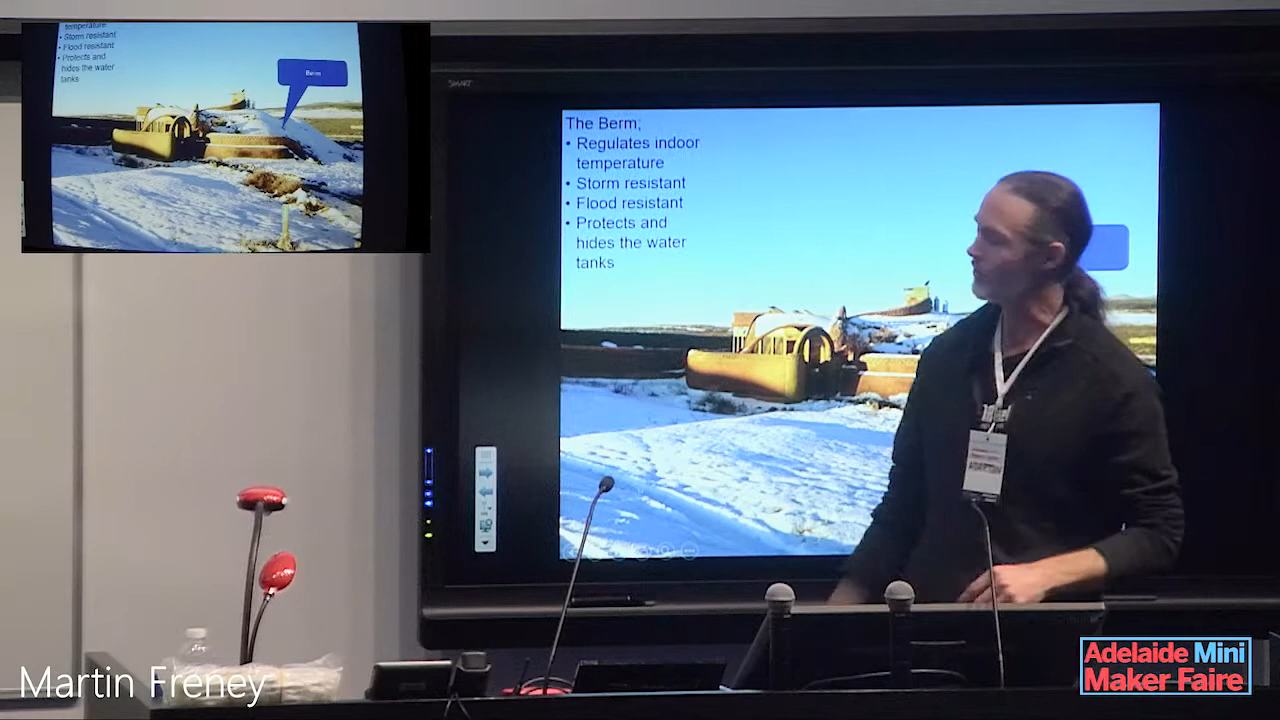 temperature
• Storm resistant
• Flood resistant
• Protects and
hides the water
tanks
Berm
SMART
The Berm;
• Regulates indoor
temperature
• Storm resistant
• Flood resistant
• Protects and
hides the water
tanks
Martin Freney
Adelaide Mini
Maker Faire